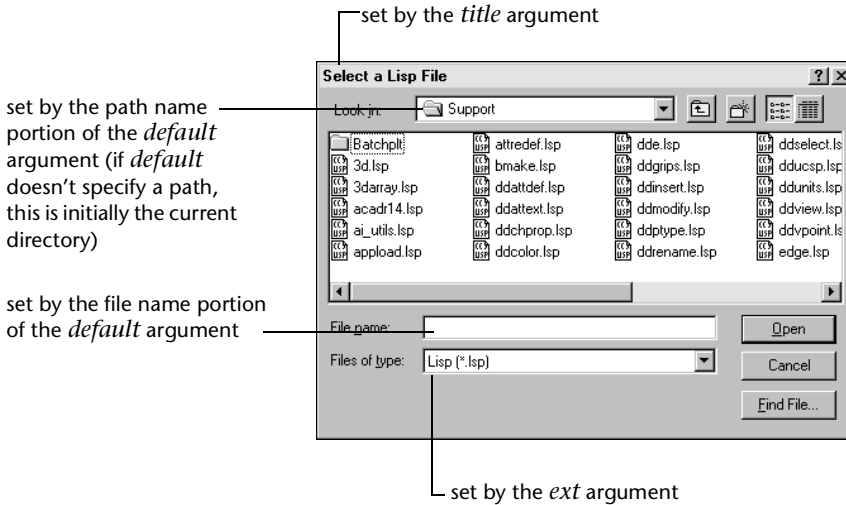 set by the title argument
Select a Lisp File
set by the path name
portion of the default
argument (if default
doesn't specify a path,
this is initially the current
directory)
Look in:
Support
Batchplt
3d.lsp
3darray.lsp
acadr14.lsp
ai_utils.lsp
appload.lsp
attredef.lsp
bmake.lsp
ddattdef.lsp
ddattext.lsp
ddchprop.lsp
ddcolor.lsp
dde.lsp
ddgrips.lsp
ddinsert.lsp
ddmodify.lsp
ddptype.lsp
ddrename.lsp
ddselect.ls
dducsp.lsp
ddunits.lsp
ddview.lsp
ddvpoint.ls
edge.lsp
set by the file name portion
of the default argument
File name:
Open
Files of type:
Lisp (*.lsp)
Cancel
Find File...
set by the ext argument